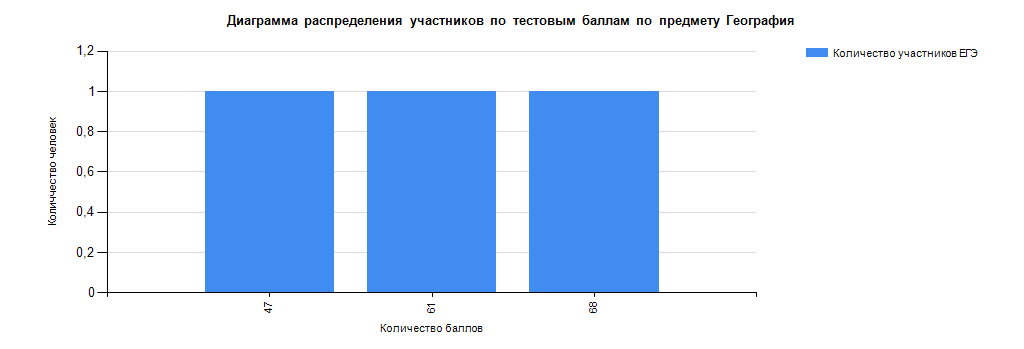 Диаграмма распределения участников по тестовым баллам по предмету География
1,2
1
0,8
0,6
0,4
0,2
0
Количчество человек
47
61
68
Количество баллов
Количество участников ЕГЭ